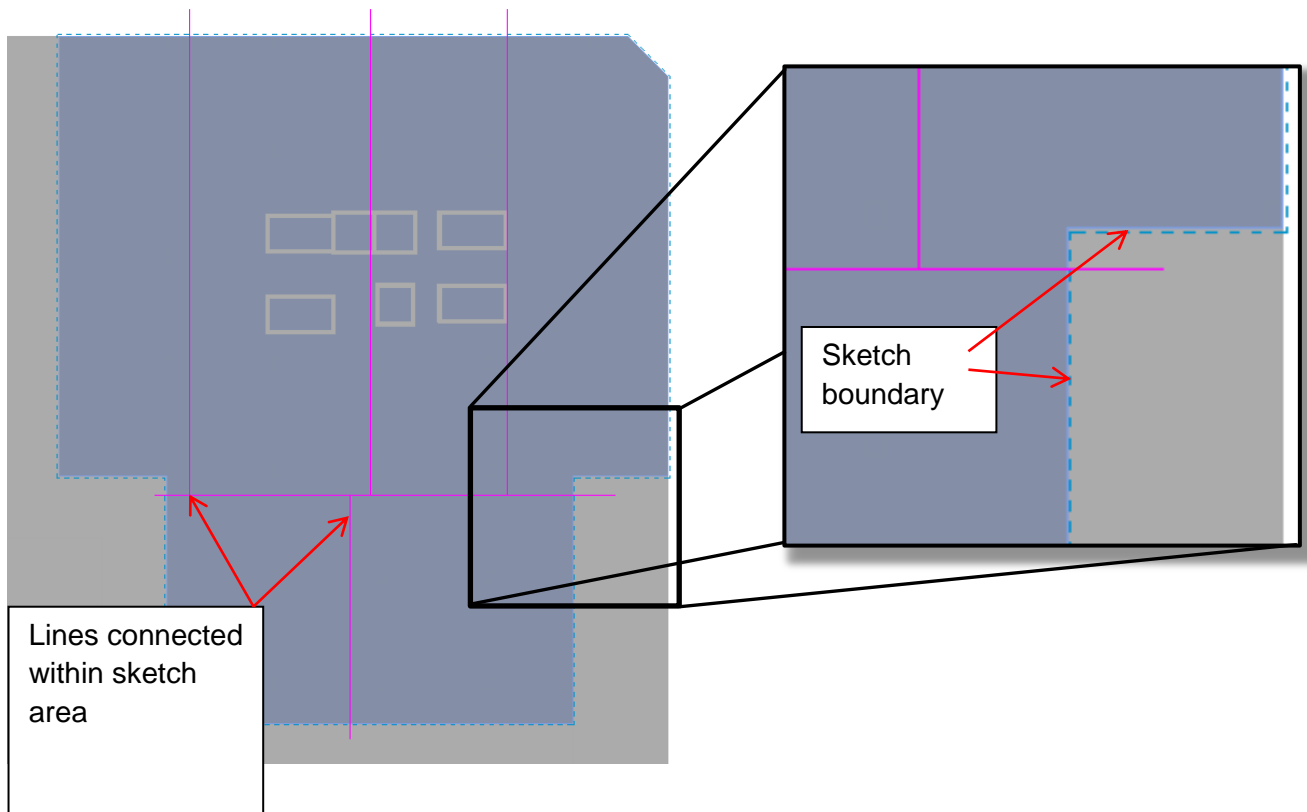 Sketch
boundary
Lines connected
within sketch
area